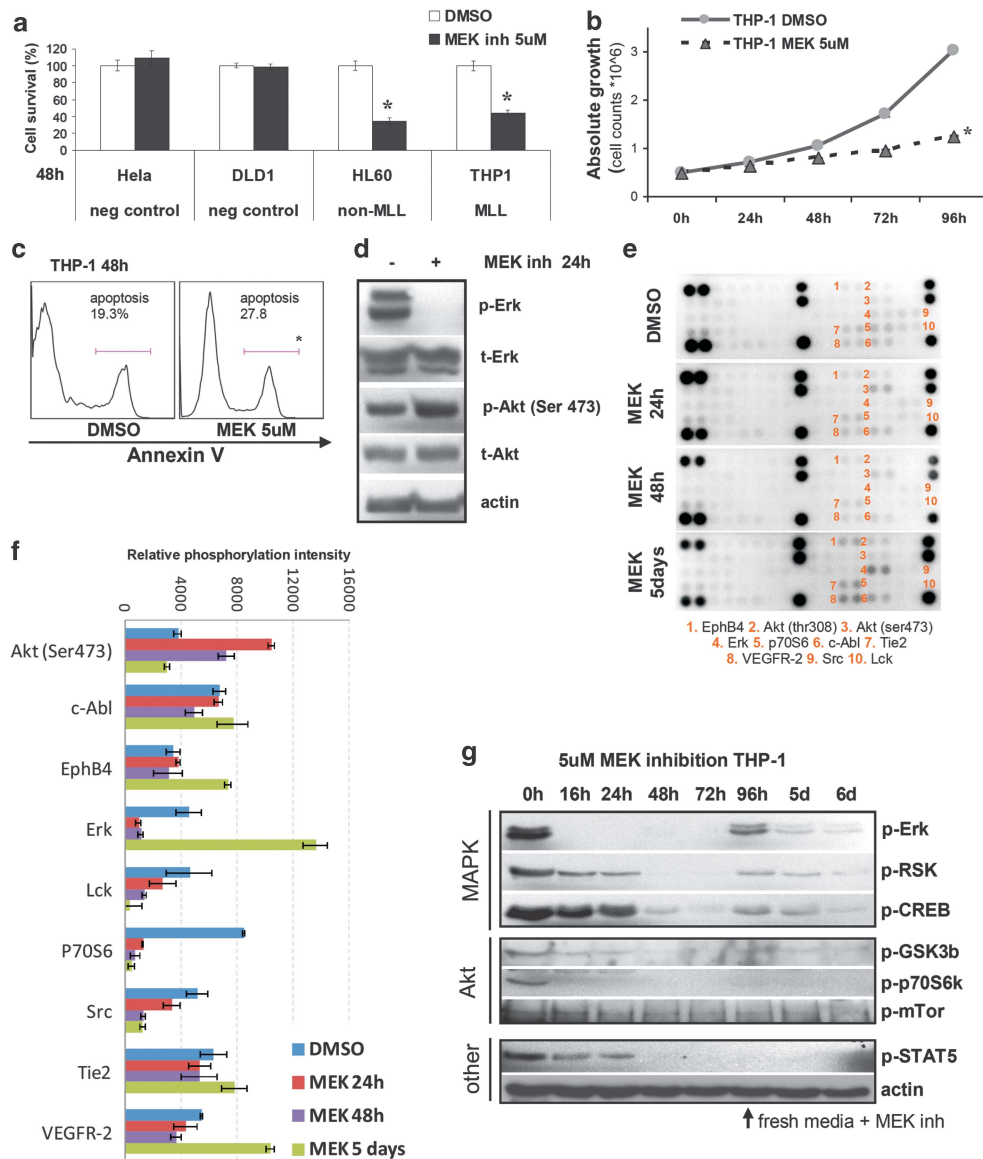 a
DMSO
MEK inh 5uM
Cell survival (%)
140
120
100
80
60
40
20
0
48h
Hela
DLD1
HL60
THP1
neg control
neg control
non-MLL
MLL
*
*
b
THP-1 DMSO
THP-1 MEK 5uM
Absolute growth
(cell counts *10^6)
3
2
1
0
*
0h 24h 48h 72h 96h
c
THP-1 48h
apoptosis
19.3%
apoptosis
27.8
*
DMSO
MEK 5uM
Annexin V
d
- + MEK inh 24h
p-Erk
t-Erk
p-Akt (Ser 473)
t-Akt
actin
e
DMSO
1 2
3
4 9
7 5 10
8 6
MEK 24h
1 2
3
4 9
7 5 10
8 6
MEK 48h
1 2
3
4 9
7 5 10
8 6
MEK 5days
1 2
3
4 9
7 5 10
8 6
1. EphB4 2. Akt (thr308) 3. Akt (ser473)
4. Erk 5. p70S6 6. c-Abl 7. Tie2
8. VEGFR-2 9. Src 10. Lck
f
Relative phosphorylation intensity
0 4000 8000 12000 16000
Akt (Ser473)
c-Abl
EphB4
Erk
Lck
P70S6
Src
Tie2
VEGFR-2
DMSO
MEK 24h
MEK 48h
MEK 5 days
g
5uM MEK inhibition THP-1
0h 16h 24h 48h 72h 96h 5d 6d
MAPK
p-Erk
p-RSK
p-CREB
Akt
p-GSK3b
p-p70S6k
p-mTor
other
p-STAT5
actin
fresh media + MEK inh